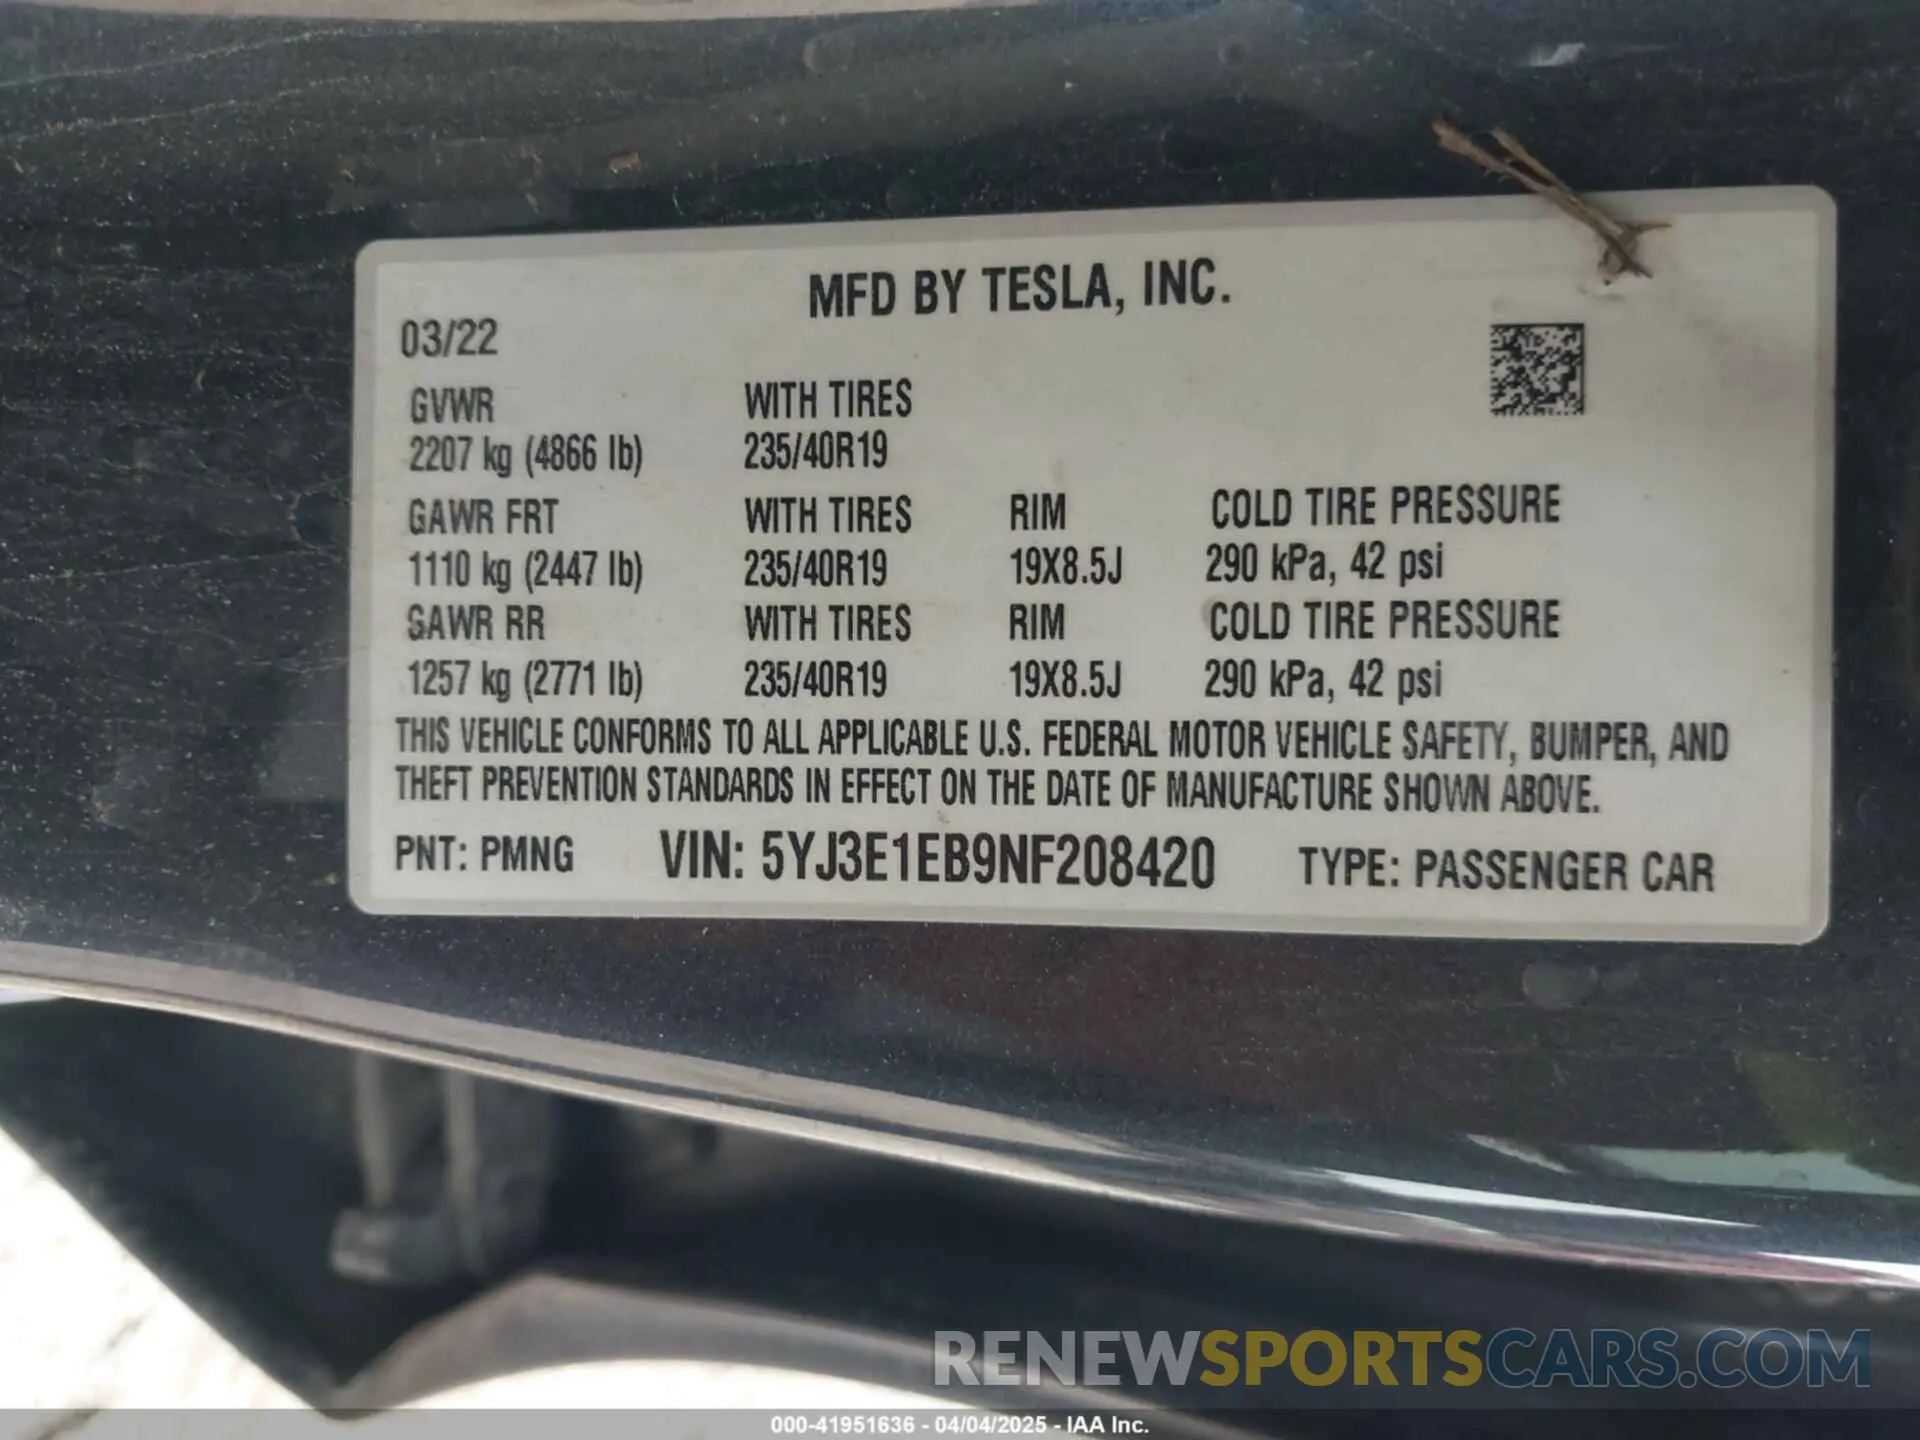 MFD BY TESLA, INC.
03/22
GVWR WITH TIRES
2207 kg (4866 lb) 235/40R19
GAWR FRT WITH TIRES RIM COLD TIRE PRESSURE
1110 kg (2447 lb) 235/40R19 19X8.5J 290 kPa, 42 psi
GAWR RR WITH TIRES RIM COLD TIRE PRESSURE
1257 kg (2771 lb) 235/40R19 19X8.5J 290 kPa, 42 psi
THIS VEHICLE CONFORMS TO ALL APPLICABLE U.S. FEDERAL MOTOR VEHICLE SAFETY, BUMPER, AND
THEFT PREVENTION STANDARDS IN EFFECT ON THE DATE OF MANUFACTURE SHOWN ABOVE.
PNT: PMNG VIN: 5YJ3E1EB9NF208420 TYPE: PASSENGER CAR
RENEWSPORTSCARS.COM
000-41951636 - 04/04/2025 - IAA Inc.